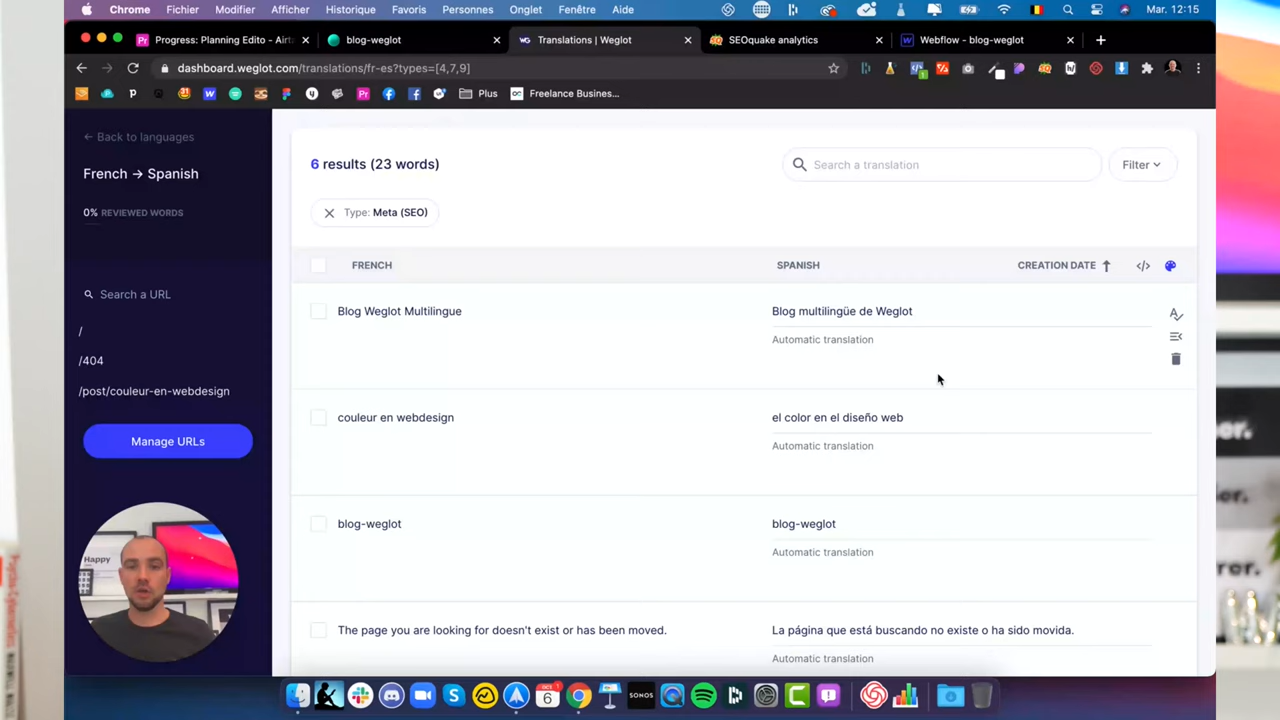 Chrome Fichier Modifier Afficher Historique Favoris Personnes Onglet Fenêtre Aide Mar. 12:15
Progress: Planning Edito - Airt
blog-weglot
Translations | Weglot
SEOquake analytics
Webflow - blog-weglot
dashboard.weglot.com/translations/fr-es?types=[4,7,9]
Plus
Freelance Busines...
← Back to languages
French → Spanish
0% REVIEWED WORDS
Search a URL
/
/404
/post/couleur-en-webdesign
Manage URLs
Happy
6 results (23 words)
Search a translation
Filter
Type: Meta (SEO)
FRENCH SPANISH CREATION DATE
Blog Weglot Multilingue
Blog multilingüe de Weglot
Automatic translation
couleur en webdesign
el color en el diseño web
Automatic translation
blog-weglot
blog-weglot
Automatic translation
The page you are looking for doesn't exist or has been moved.
La página que está buscando no existe o ha sido movida.
Automatic translation
OCT
6
SONOS